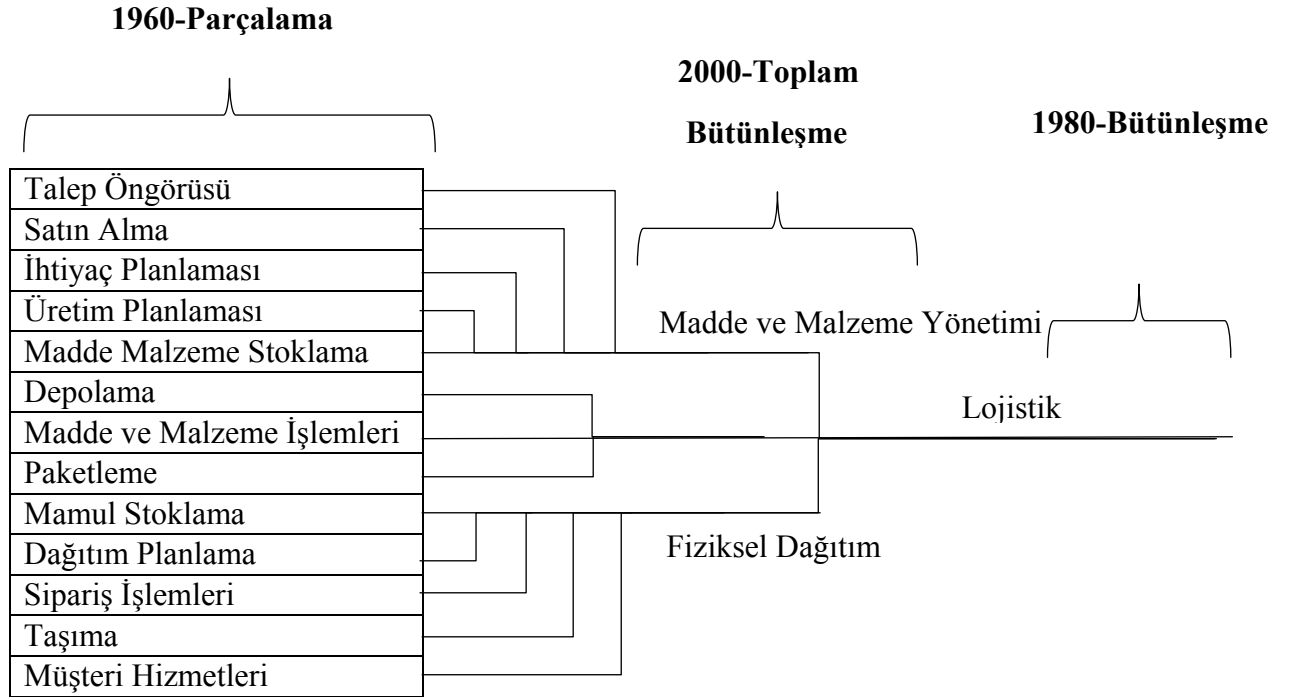 1960-Parçalama
2000-Toplam
Bütünleşme
1980-Bütünleşme
Talep Öngörüsü
Satın Alma
İhtiyaç Planlaması
Üretim Planlaması
Madde Malzeme Stoklama
Depolama
Madde ve Malzeme İşlemleri
Paketleme
Mamul Stoklama
Dağıtım Planlama
Sipariş İşlemleri
Taşıma
Müşteri Hizmetleri
Madde ve Malzeme Yönetimi
Lojistik
Fiziksel Dağıtım